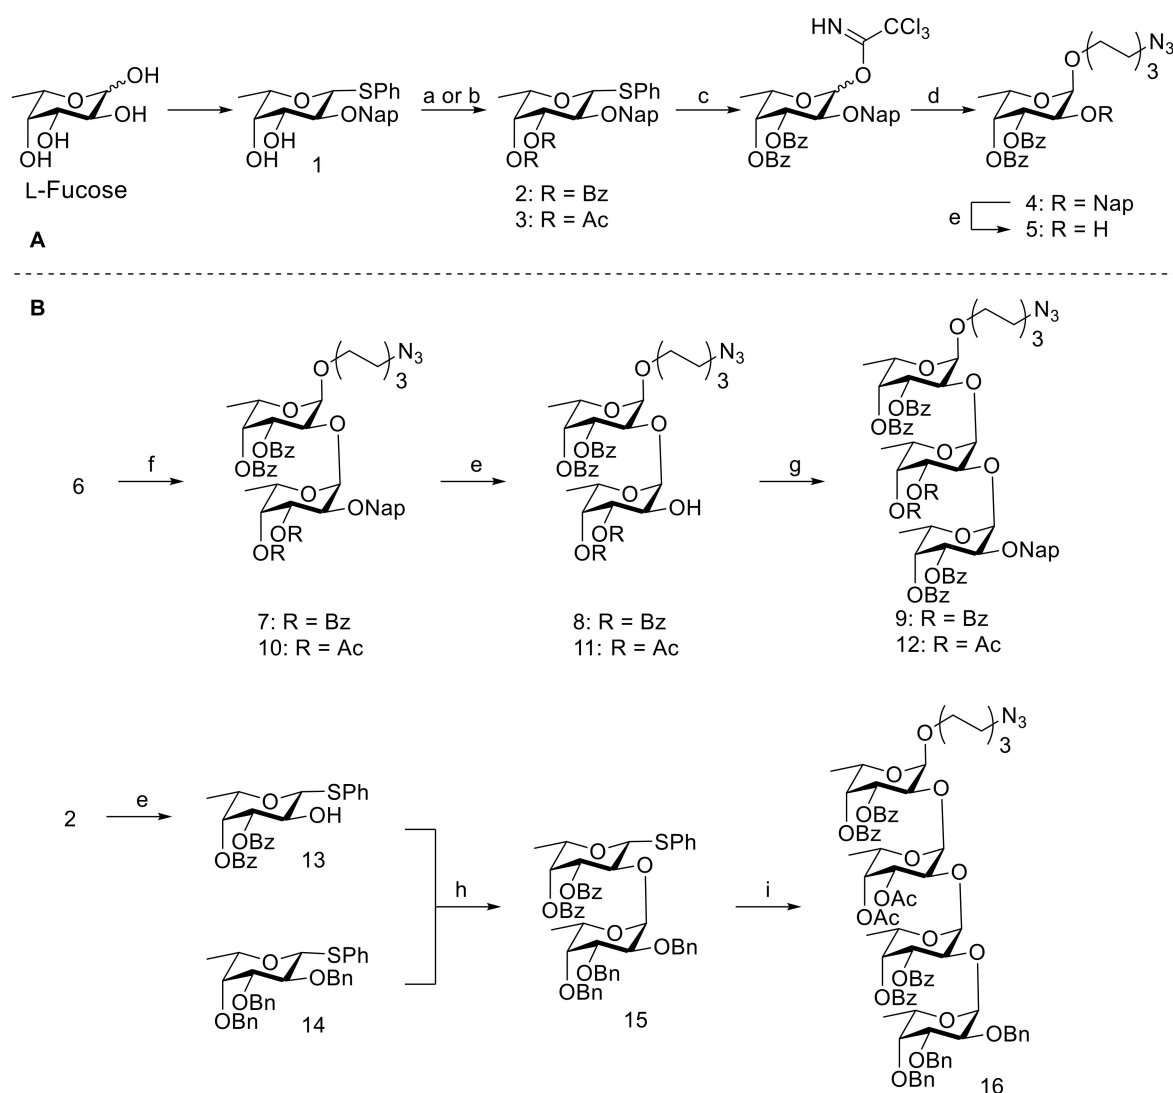 HN CCl3
O
OH
O
OH
OH
OH
L-Fucose
O SPh
ONap
OH
OH
1
a or b
O SPh
ONap
OR
OR
2: R = Bz
3: R = Ac
c
O
ONap
OBz
OBz
d
O ( ) N3
3
O
OR
OBz
OBz
4: R = Nap
e
5: R = H
A
B
6
f
O ( ) N3
3
O
O
OBz
OBz
O
ONap
OR
OR
7: R = Bz
10: R = Ac
e
O ( ) N3
3
O
O
OBz
OBz
O
OH
OR
OR
8: R = Bz
11: R = Ac
g
O ( ) N3
3
O
O
OBz
OBz
O
O
OR
OR
O
ONap
OBz
OBz
9: R = Bz
12: R = Ac
2
e
O SPh
OH
OBz
OBz
13
O SPh
OBn
OBn
OBn
14
h
O SPh
O
OBz
OBz
O
OBn
OBn
OBn
15
i
O ( ) N3
3
O
O
OBz
OBz
O
O
OAc
OAc
O
O
OBz
OBz
O
OBn
OBn
OBn
16